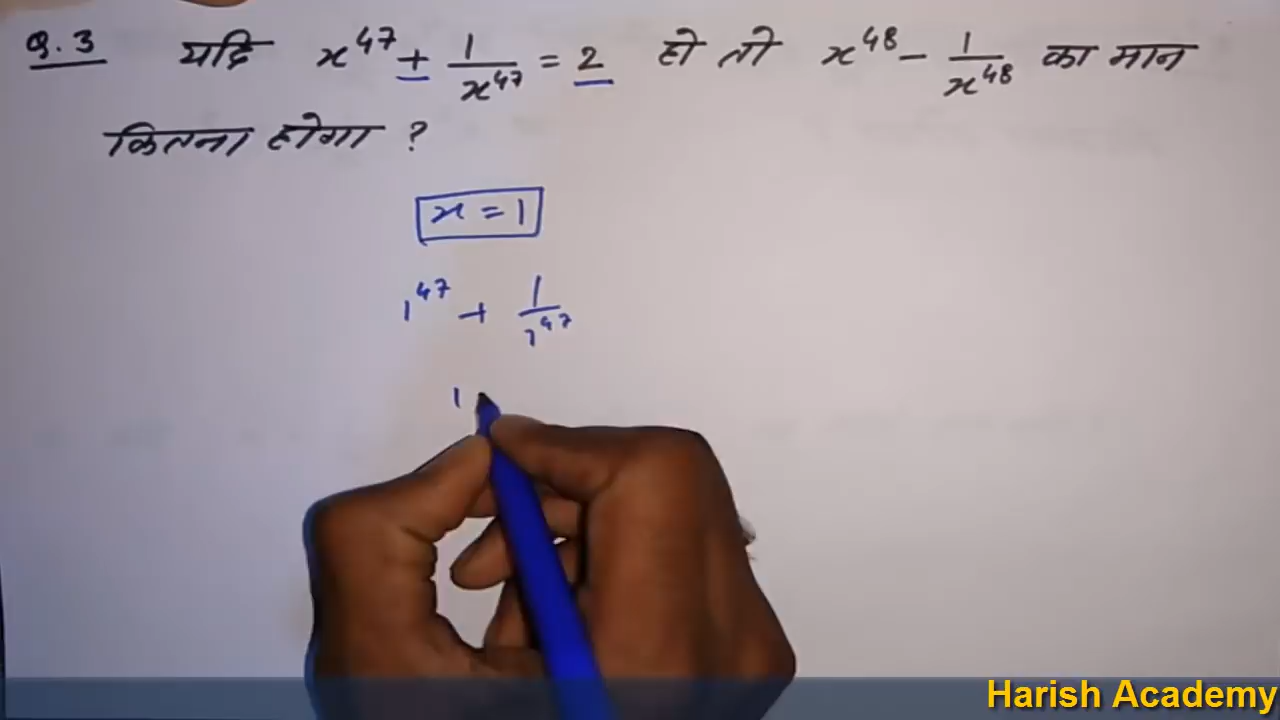 Q.3 यदि x^47 + 1/x^47 = 2 हो तो x^48 - 1/x^48 का मान
कितना होगा ?
x = 1
1^47 + 1/1^47
1
Harish Academy